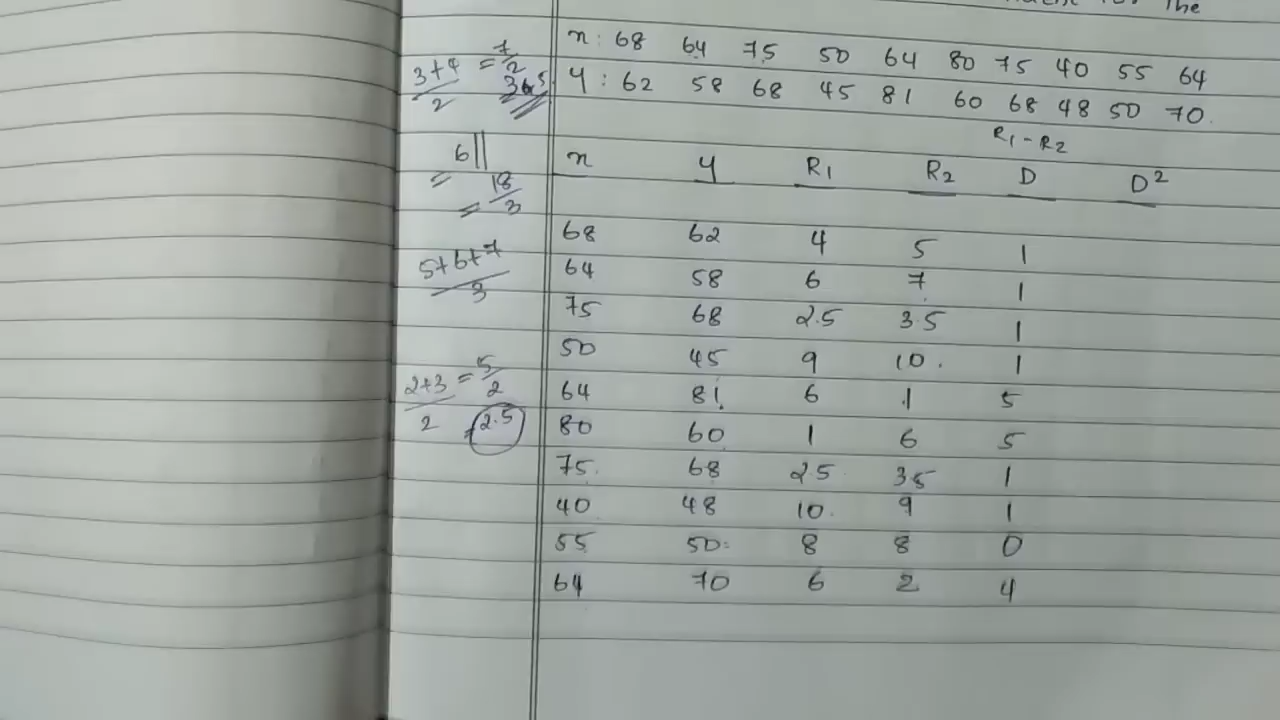 The
x : 68 64 75 50 64 80 75 40 55 64
3+4 = 7
2 2
3.5
Y : 62 58 68 45 81 60 68 48 50 70.
R1 - R2
6
x y R1 R2 D D²
= 18
3
68 62 4 5 1
5+6+7
3
64 58 6 7 1
75 68 2.5 3.5 1
50 45 9 10. 1
2+3 = 5
2 2
64 81 6 1 5
2.5
80 60 1 6 5
75. 68 25 35 1
40 48 10. 9 1
55 50 8 8 0
64 70 6 2 4